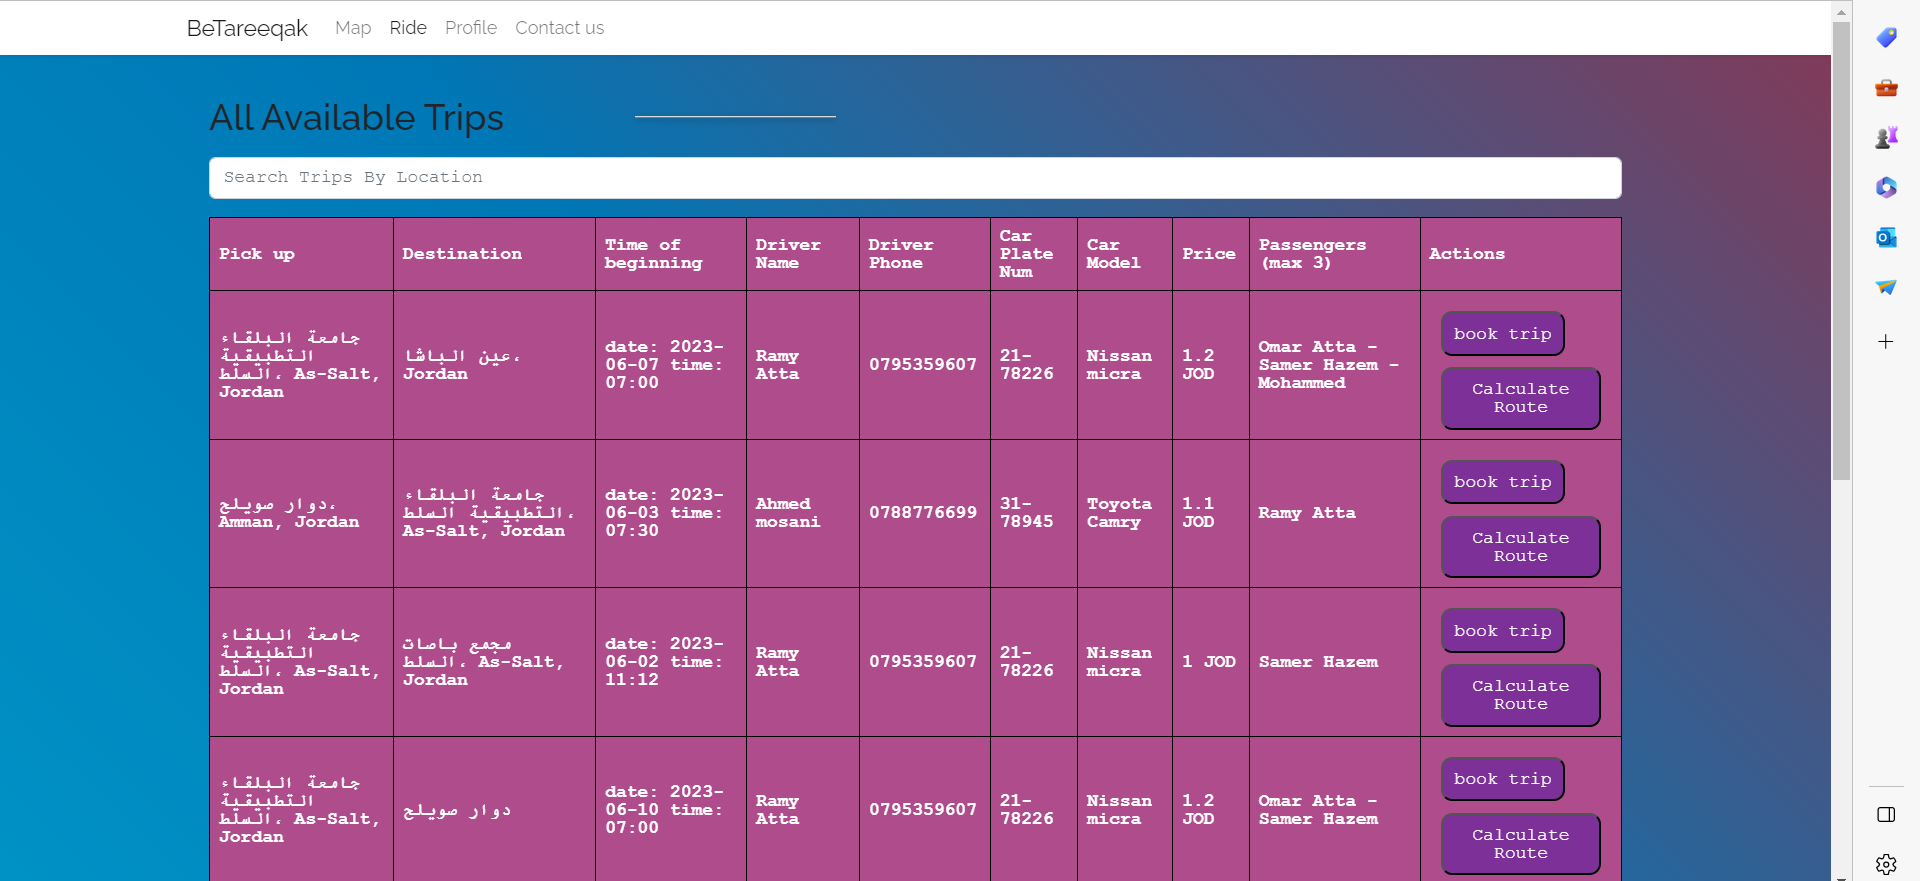 BeTareeqak Map Ride Profile Contact us
All Available Trips
Search Trips By Location
Pick up
Destination
Time of
beginning
Driver
Name
Driver
Phone
Car
Plate
Num
Car
Model
Price
Passengers
(max 3)
Actions
جامعة البلقاء
التطبيقية
السلط، As-Salt,
Jordan
عين الباشا،
Jordan
date: 2023-
06-07 time:
07:00
Ramy
Atta
0795359607
21-
78226
Nissan
micra
1.2
JOD
Omar Atta -
Samer Hazem -
Mohammed
book trip
Calculate
Route
دوار صويلح،
Amman, Jordan
جامعة البلقاء
التطبيقية السلط،
As-Salt, Jordan
date: 2023-
06-03 time:
07:30
Ahmed
mosani
0788776699
31-
78945
Toyota
Camry
1.1
JOD
Ramy Atta
book trip
Calculate
Route
جامعة البلقاء
التطبيقية
السلط، As-Salt,
Jordan
مجمع باصات
السلط، As-Salt,
Jordan
date: 2023-
06-02 time:
11:12
Ramy
Atta
0795359607
21-
78226
Nissan
micra
1 JOD
Samer Hazem
book trip
Calculate
Route
جامعة البلقاء
التطبيقية
السلط، As-Salt,
Jordan
دوار صويلح
date: 2023-
06-10 time:
07:00
Ramy
Atta
0795359607
21-
78226
Nissan
micra
1.2
JOD
Omar Atta -
Samer Hazem
book trip
Calculate
Route